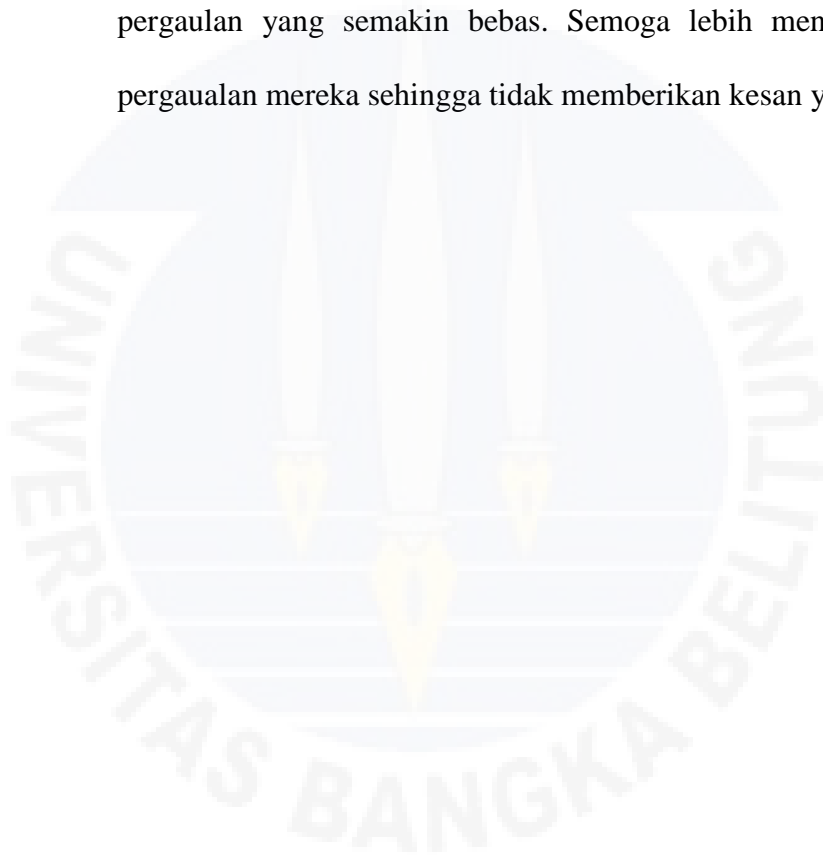 pergaulan yang semakin bebas. Semoga lebih men
pergaualan mereka sehingga tidak memberikan kesan y
UNIVERSITAS BANGKA BELITUNG